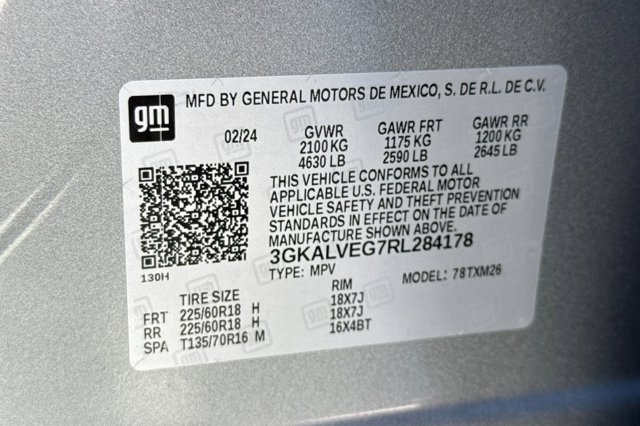 gm
MFD BY GENERAL MOTORS DE MEXICO, S. DE R.L. DE C.V.
02/24 GVWR GAWR FRT GAWR RR
2100 KG 1175 KG 1200 KG
4630 LB 2590 LB 2645 LB
THIS VEHICLE CONFORMS TO ALL
APPLICABLE U.S. FEDERAL MOTOR
VEHICLE SAFETY AND THEFT PREVENTION
STANDARDS IN EFFECT ON THE DATE OF
MANUFACTURE SHOWN ABOVE.
3GKALVEG7RL284178
130H
TYPE: MPV MODEL: 78TXM26
TIRE SIZE RIM
FRT 225/60R18 H 18X7J
RR 225/60R18 H 18X7J
SPA T135/70R16 M 16X4BT